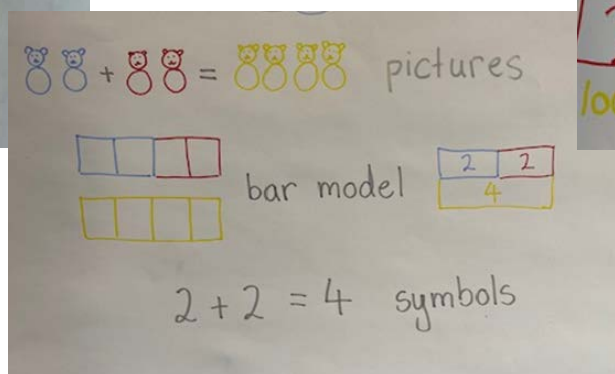 + = pictures
bar model
2 2
4
2 + 2 = 4 symbols